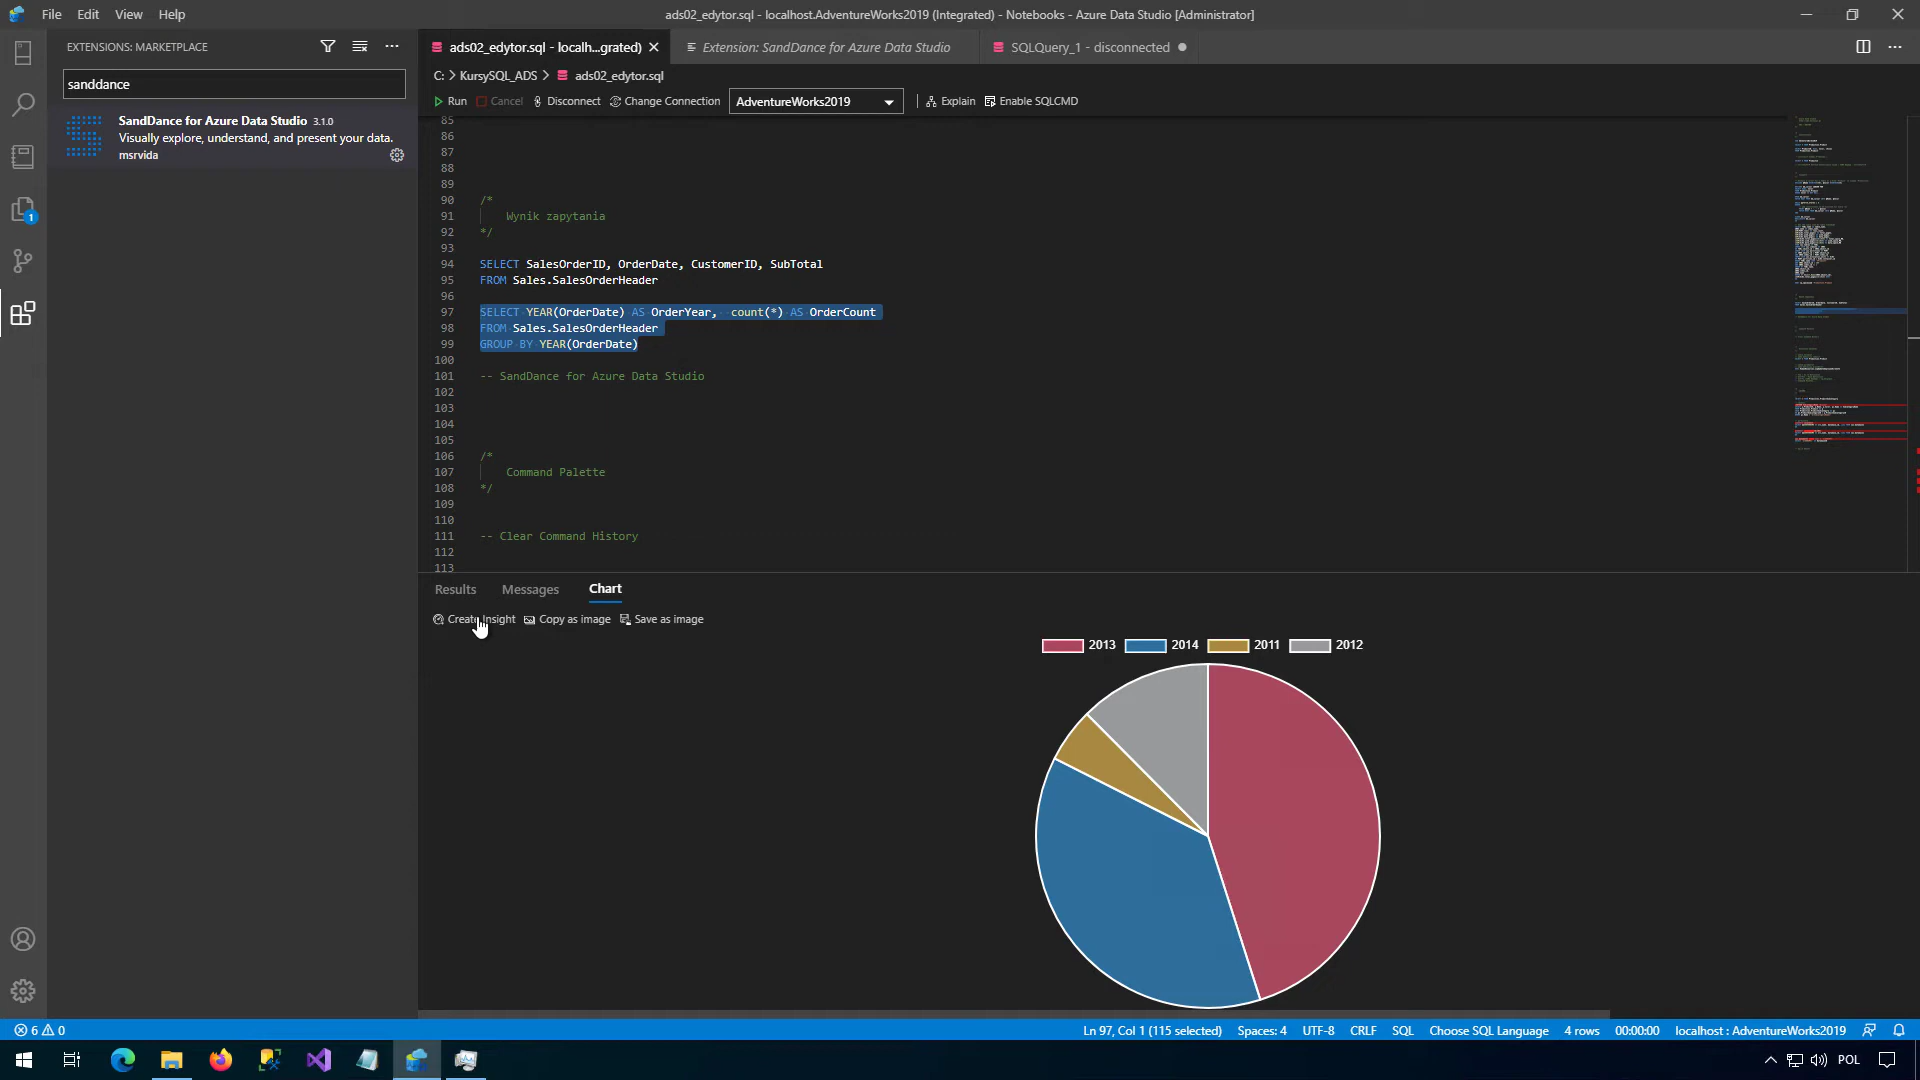 File Edit View Help
ads02_edytor.sql - localhost.AdventureWorks2019 (Integrated) - Notebooks - Azure Data Studio [Administrator]
EXTENSIONS: MARKETPLACE
sanddance
SandDance for Azure Data Studio 3.1.0
Visually explore, understand, and present your data.
msrvida
1
ads02_edytor.sql - localh...grated)
Extension: SandDance for Azure Data Studio
SQLQuery_1 - disconnected
C: > KursySQL_ADS > ads02_edytor.sql
Run Cancel Disconnect Change Connection AdventureWorks2019 Explain Enable SQLCMD
85
86
87
88
89
90 /*
91 Wynik zapytania
92 */
93
94 SELECT SalesOrderID, OrderDate, CustomerID, SubTotal
95 FROM Sales.SalesOrderHeader
96
97 SELECT YEAR(OrderDate) AS OrderYear, count(*) AS OrderCount
98 FROM Sales.SalesOrderHeader
99 GROUP BY YEAR(OrderDate)
100
101 -- SandDance for Azure Data Studio
102
103
104
105
106 /*
107 Command Palette
108 */
109
110
111 -- Clear Command History
112
113
Results Messages Chart
Create Insight Copy as image Save as image
2013 2014 2011 2012
6 0
Ln 97, Col 1 (115 selected) Spaces: 4 UTF-8 CRLF SQL Choose SQL Language 4 rows 00:00:00 localhost : AdventureWorks2019
POL